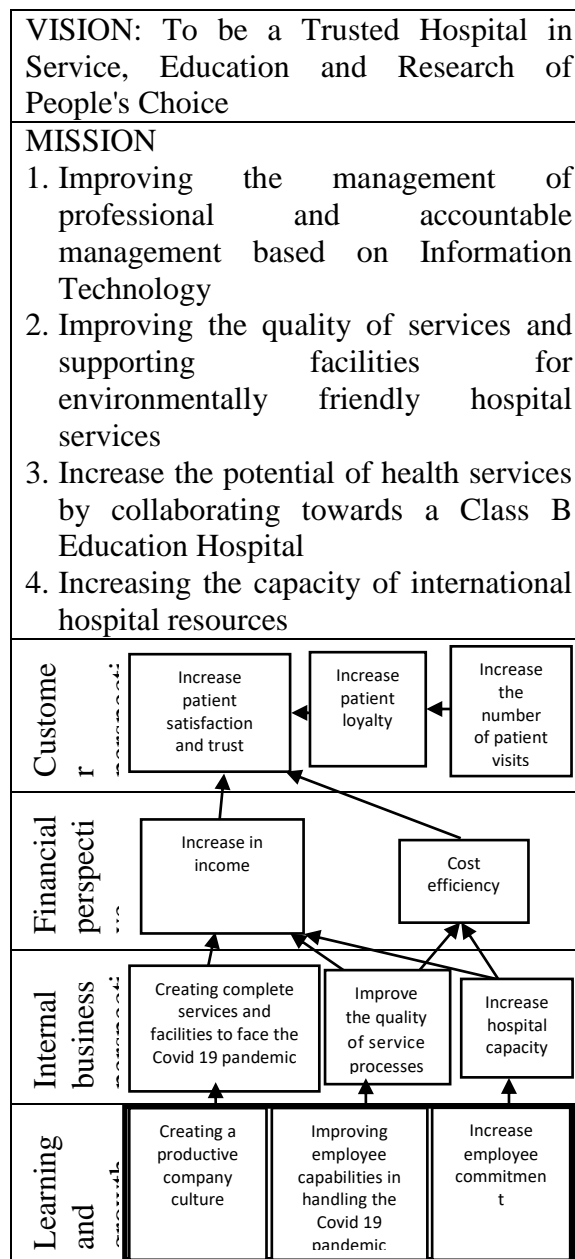 VISION: To be a Trusted Hospital in
Service, Education and Research of
People's Choice
MISSION
1. Improving the management of
professional and accountable
management based on Information
Technology
2. Improving the quality of services and
supporting facilities for
environmentally friendly hospital
services
3. Increase the potential of health services
by collaborating towards a Class B
Education Hospital
4. Increasing the capacity of international
hospital resources
Custome
r
perspecti
Increase
patient
satisfaction
and trust
Increase
patient
loyalty
Increase
the
number
of patient
visits
Financial
perspecti
ve
Increase in
income
Cost
efficiency
Internal
business
perspecti
Creating complete
services and
facilities to face the
Covid 19 pandemic
Improve
the quality
of service
processes
Increase
hospital
capacity
Learning
and
growth
Creating a
productive
company
culture
Improving
employee
capabilities in
handling the
Covid 19
pandemic
Increase
employee
commitmen
t